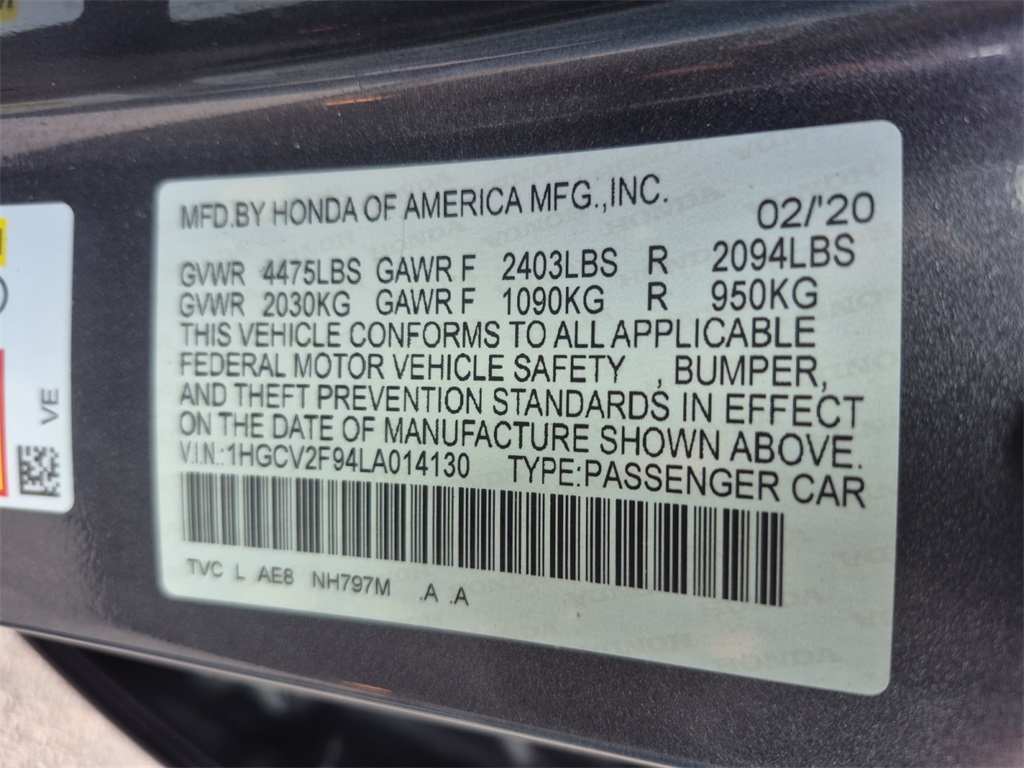 MFD.BY HONDA OF AMERICA MFG.,INC.
02/'20
GVWR 4475LBS GAWR F 2403LBS R 2094LBS
GVWR 2030KG GAWR F 1090KG R 950KG
THIS VEHICLE CONFORMS TO ALL APPLICABLE
FEDERAL MOTOR VEHICLE SAFETY , BUMPER,
AND THEFT PREVENTION STANDARDS IN EFFECT
ON THE DATE OF MANUFACTURE SHOWN ABOVE.
V.I.N.:1HGCV2F94LA014130 TYPE:PASSENGER CAR
TVC L AE8 NH797M .A .A
VE